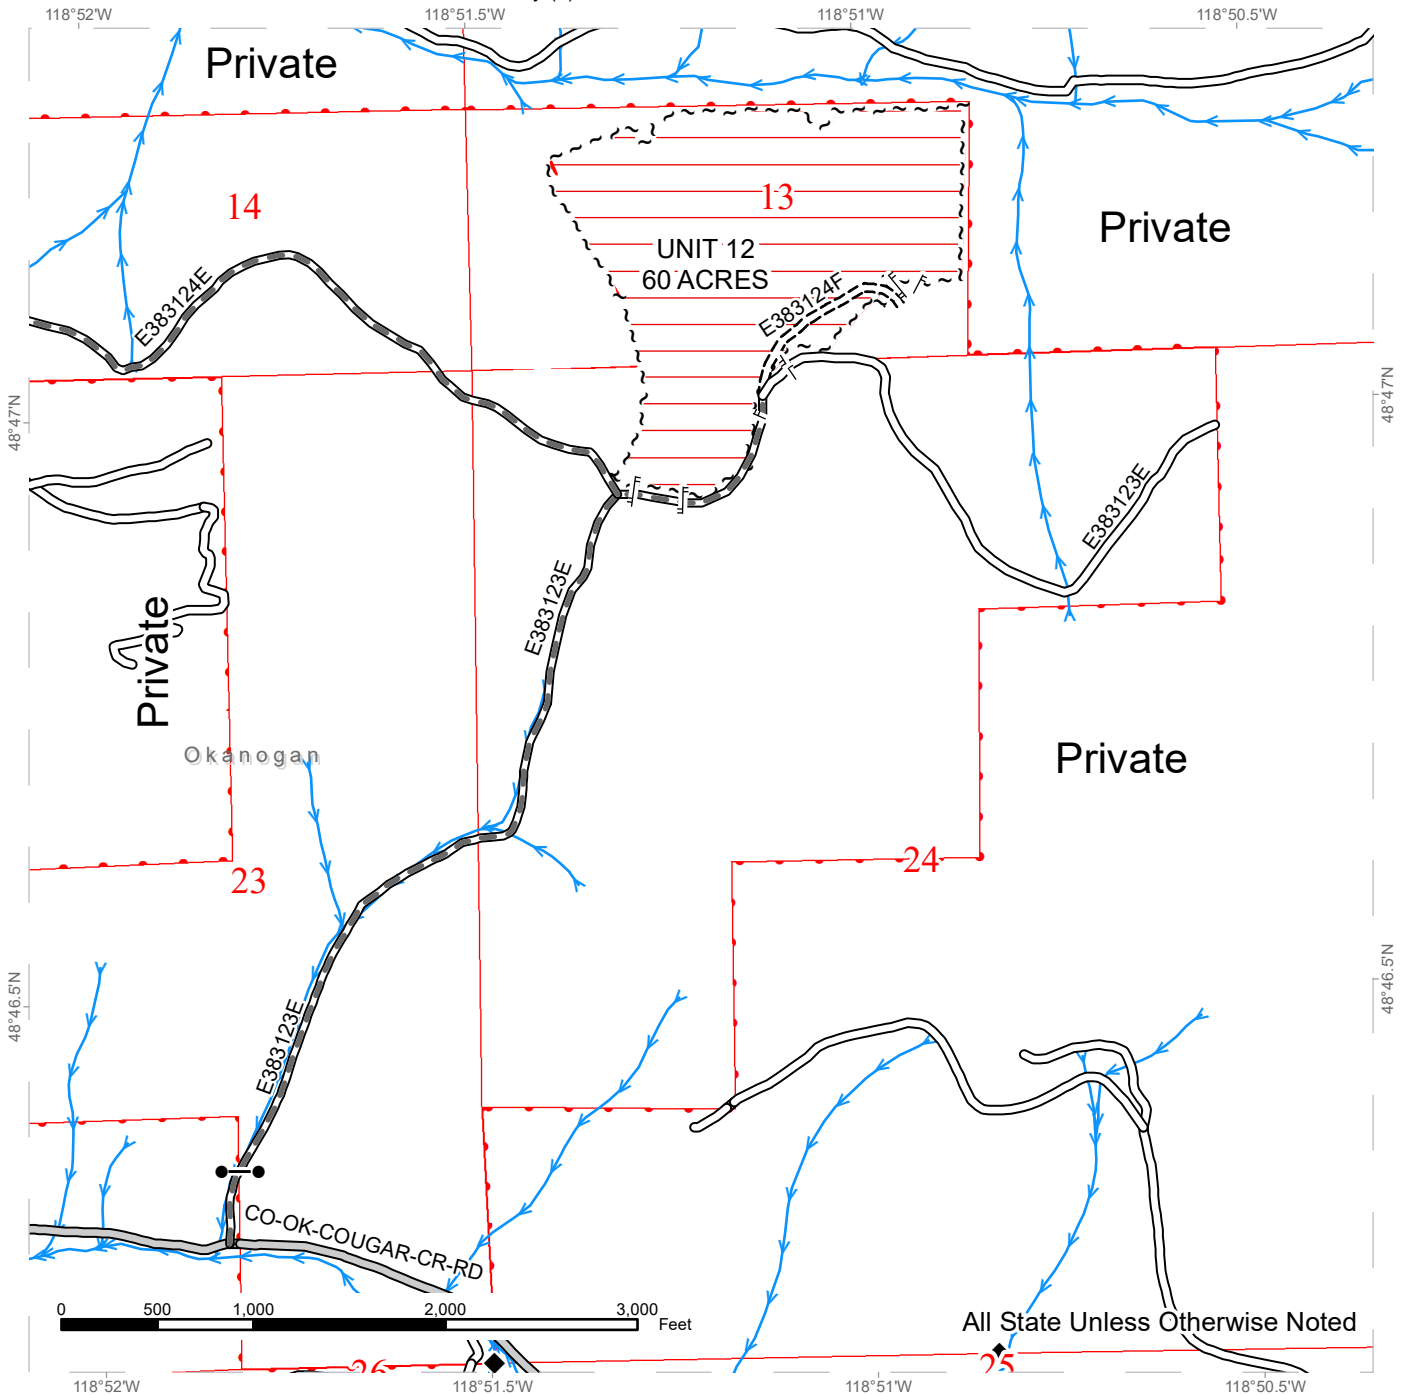 118°52'W
118°51.5'W
118°51'W
118°50.5'W
Private
14
13
Private
UNIT 12
60 ACRES
E383124E
E383124F
48°47'N
48°47'N
E383123E
E383123E
Private
Okanogan
Private
24
23
48°46.5'N
48°46.5'N
E383123E
CO-OK-COUGAR-CR-RD
0 500 1,000 2,000 3,000
Feet
All State Unless Otherwise Noted
26
25
118°52'W
118°51.5'W
118°51'W
118°50.5'W